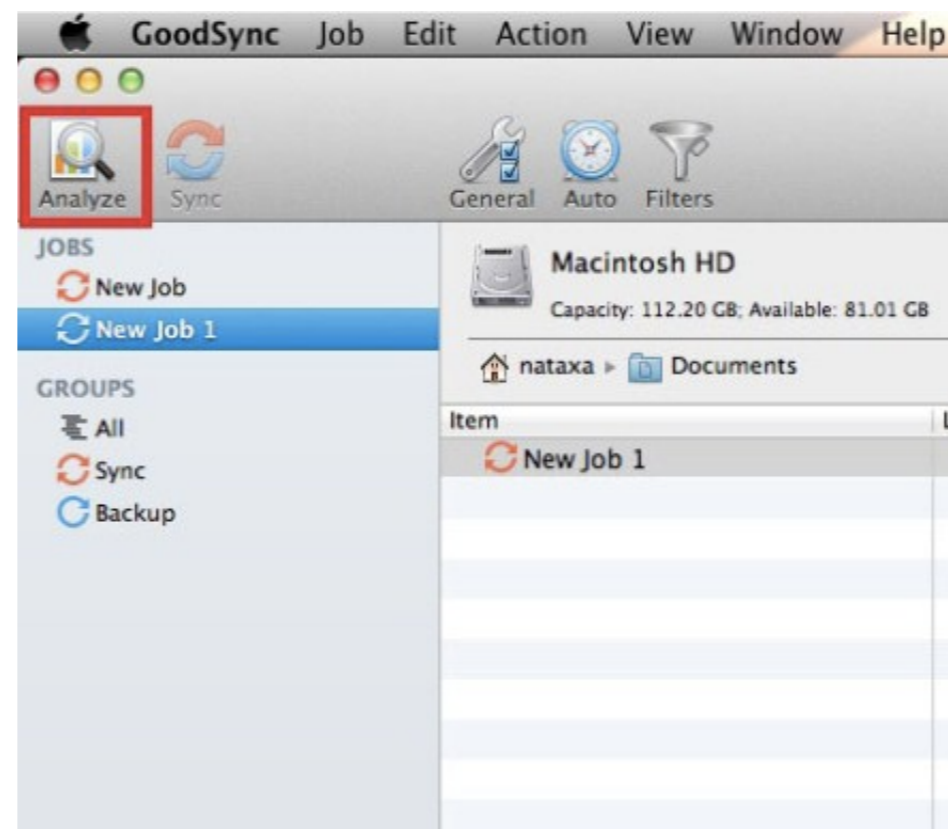 GoodSync Job Edit Action View Window Help
Analyze Sync General Auto Filters
JOBS
New Job
New Job 1
GROUPS
All
Sync
Backup
Macintosh HD
Capacity: 112.20 GB; Available: 81.01 GB
nataxa ▸ Documents
Item
New Job 1